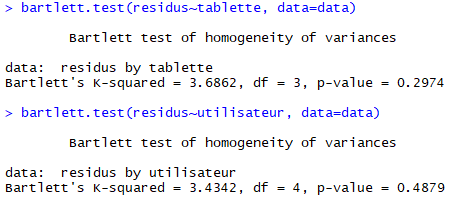 > bartlett.test(residus~tablette, data=data)
Bartlett test of homogeneity of variances
data:  residus by tablette
Bartlett's K-squared = 3.6862, df = 3, p-value = 0.2974
> bartlett.test(residus~utilisateur, data=data)
Bartlett test of homogeneity of variances
data:  residus by utilisateur
Bartlett's K-squared = 3.4342, df = 4, p-value = 0.4879